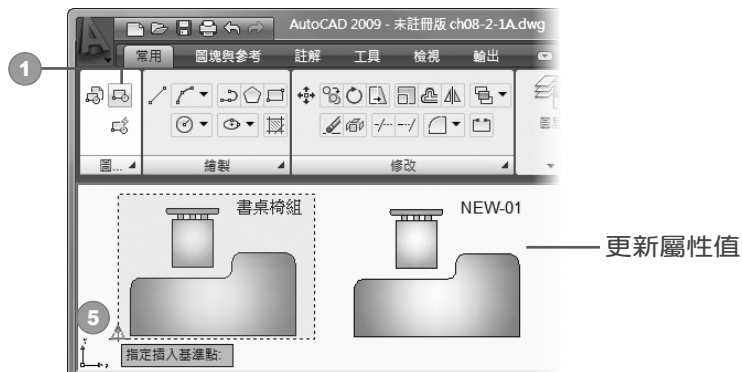 AutoCAD 2009 - 未註冊版 ch08-2-1A.dwg
常用 圖塊與參考 註解 工具 檢視 輸出
1
圖... 繪製 修改
書桌椅組 NEW-01
更新屬性值
5
指定插入基準點: